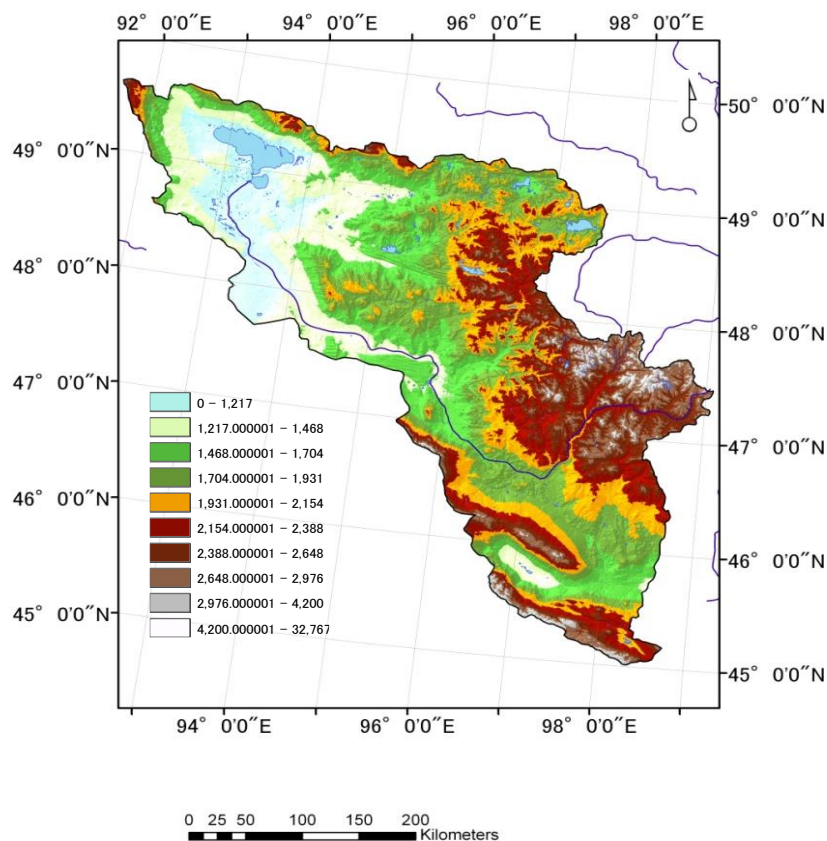 92° 0'0"E 94° 0'0"E 96° 0'0"E 98° 0'0"E
50° 0'0"N
49° 0'0"N
49° 0'0"N
48° 0'0"N
48° 0'0"N
47° 0'0"N
47° 0'0"N
46° 0'0"N
46° 0'0"N
45° 0'0"N
45° 0'0"N
0 – 1,217
1,217.000001 – 1,468
1,468.000001 – 1,704
1,704.000001 – 1,931
1,931.000001 – 2,154
2,154.000001 – 2,388
2,388.000001 – 2,648
2,648.000001 – 2,976
2,976.000001 – 4,200
4,200.000001 – 32,767
94° 0'0"E 96° 0'0"E 98° 0'0"E
0 25 50 100 150 200
Kilometers